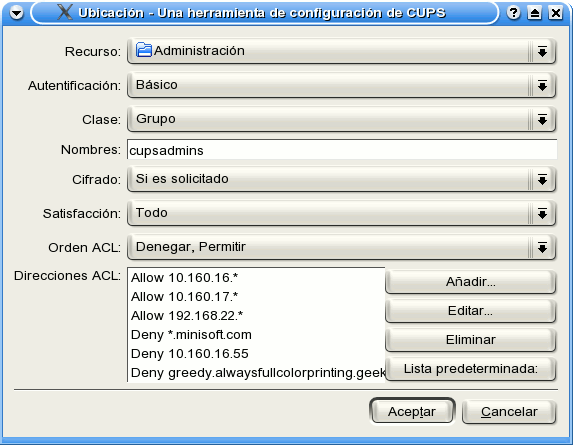 Ubicación - Una herramienta de configuración de CUPS
Recurso: Administración
Autentificación: Básico
Clase: Grupo
Nombres: cupsadmins
Cifrado: Si es solicitado
Satisfacción: Todo
Orden ACL: Denegar, Permitir
Direcciones ACL:
Allow 10.160.16.*
Allow 10.160.17.*
Allow 192.168.22.*
Deny *.minisoft.com
Deny 10.160.16.55
Deny greedy.alwaysfullcolorprinting.geek
Añadir...
Editar...
Eliminar
Lista predeterminada:
Aceptar
Cancelar